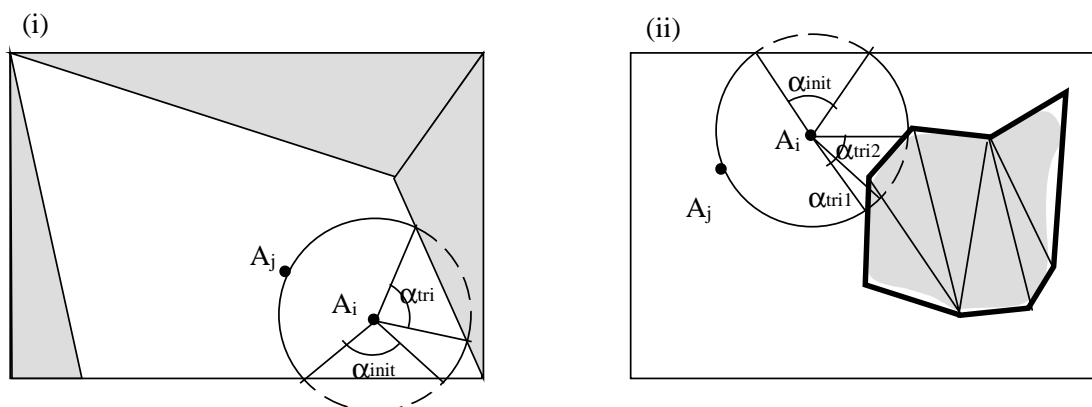 (i)
A_j
A_i
α_tri
α_init
(ii)
α_init
A_i
α_tri2
α_tri1
A_j